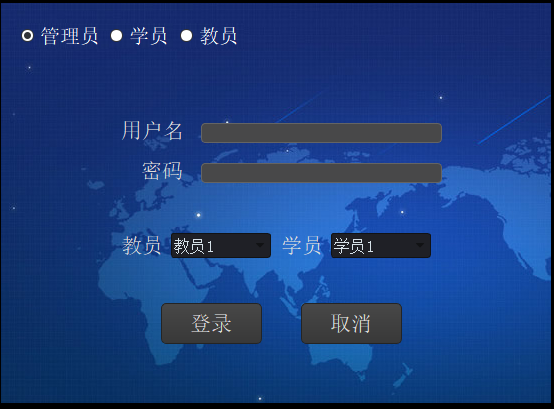 管理员 学员 教员
用户名
密码
教员 教员1 学员 学员1
登录 取消